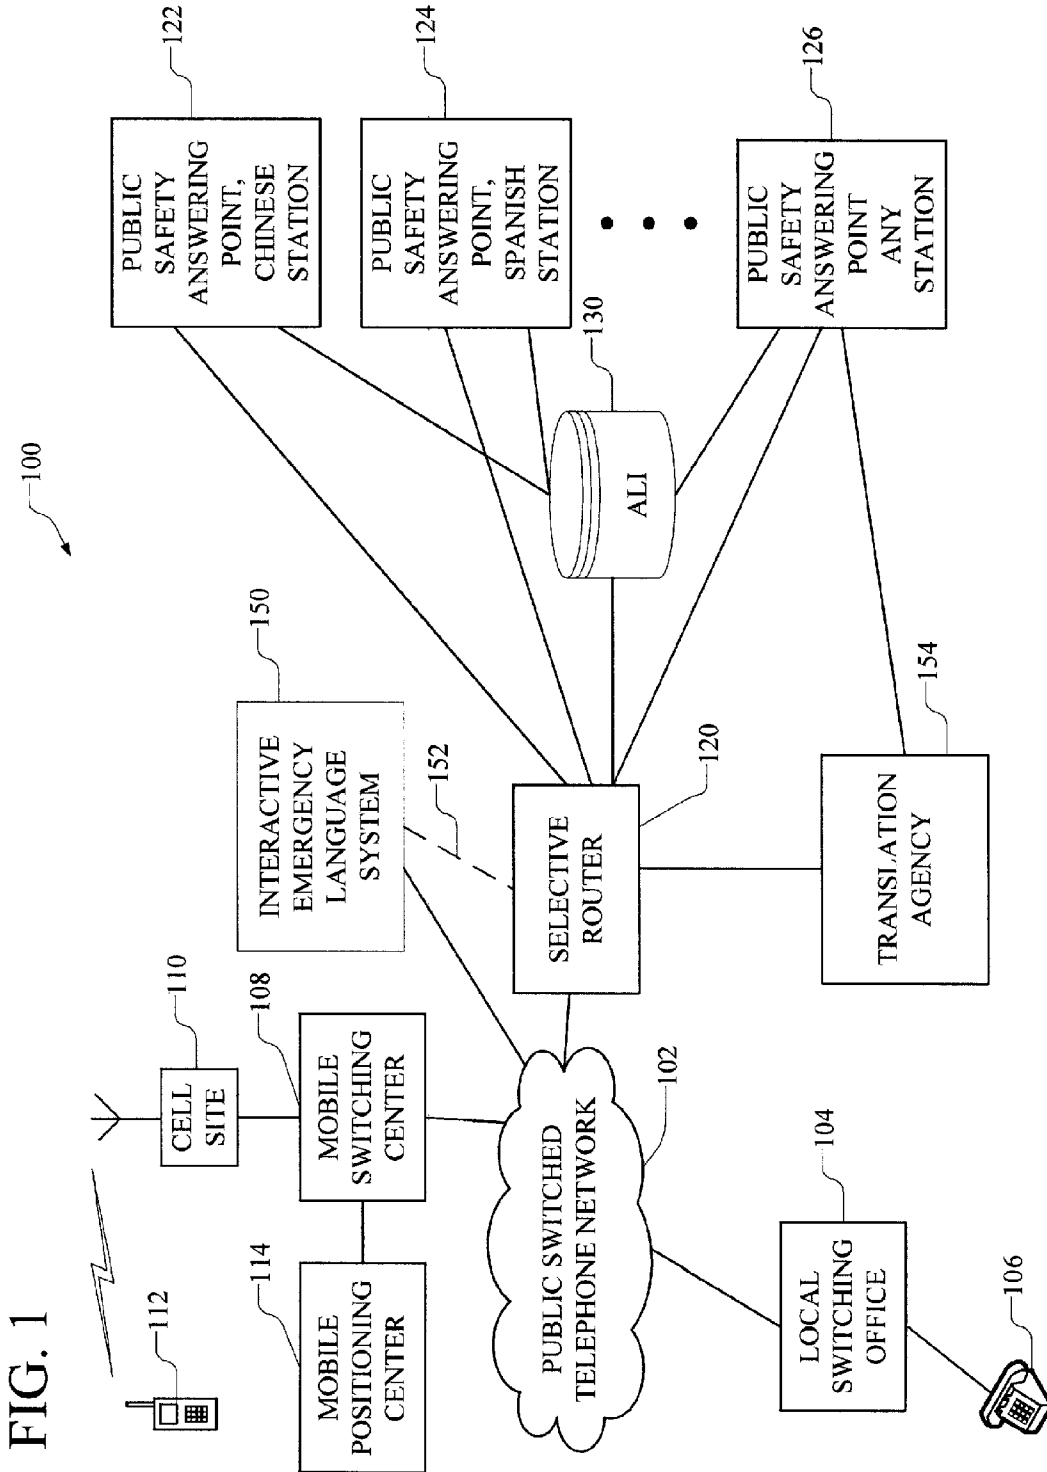 FIG. 1
100
112
114
MOBILE
POSITIONING
CENTER
110
CELL
SITE
108
MOBILE
SWITCHING
CENTER
150
INTERACTIVE
EMERGENCY
LANGUAGE
SYSTEM
152
122
PUBLIC
SAFETY
ANSWERING
POINT,
CHINESE
STATION
124
PUBLIC
SAFETY
ANSWERING
POINT,
SPANISH
STATION
130
ALI
126
PUBLIC
SAFETY
ANSWERING
POINT
ANY
STATION
PUBLIC SWITCHED
TELEPHONE NETWORK
102
SELECTIVE
ROUTER
120
LOCAL
SWITCHING
OFFICE
104
106
TRANSLATION
AGENCY
154